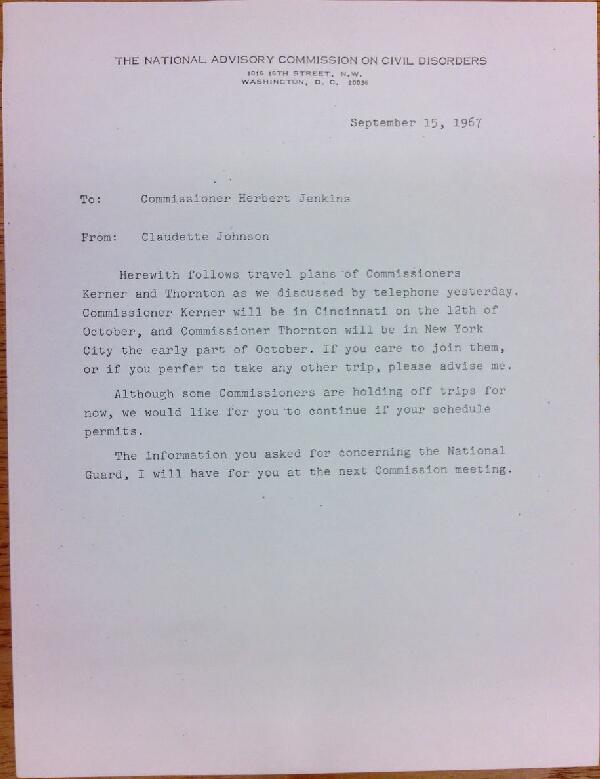 THE NATIONAL ADVISORY COMMISSION ON CIVIL DISORDERS
1016 16TH STREET, N.W.
WASHINGTON, D. C. 20036
September 15, 1967
To: Commissioner Herbert Jenkins
From: Claudette Johnson
Herewith follows travel plans of Commissioners
Kerner and Thornton as we discussed by telephone yesterday.
Commissioner Kerner will be in Cincinnati on the 12th of
October, and Commissioner Thornton will be in New York
City the early part of October. If you care to join them,
or if you perfer to take any other trip, please advise me.
Although some Commissioners are holding off trips for
now, we would like for you to continue if your schedule
permits.
The information you asked for concerning the National
Guard, I will have for you at the next Commission meeting.